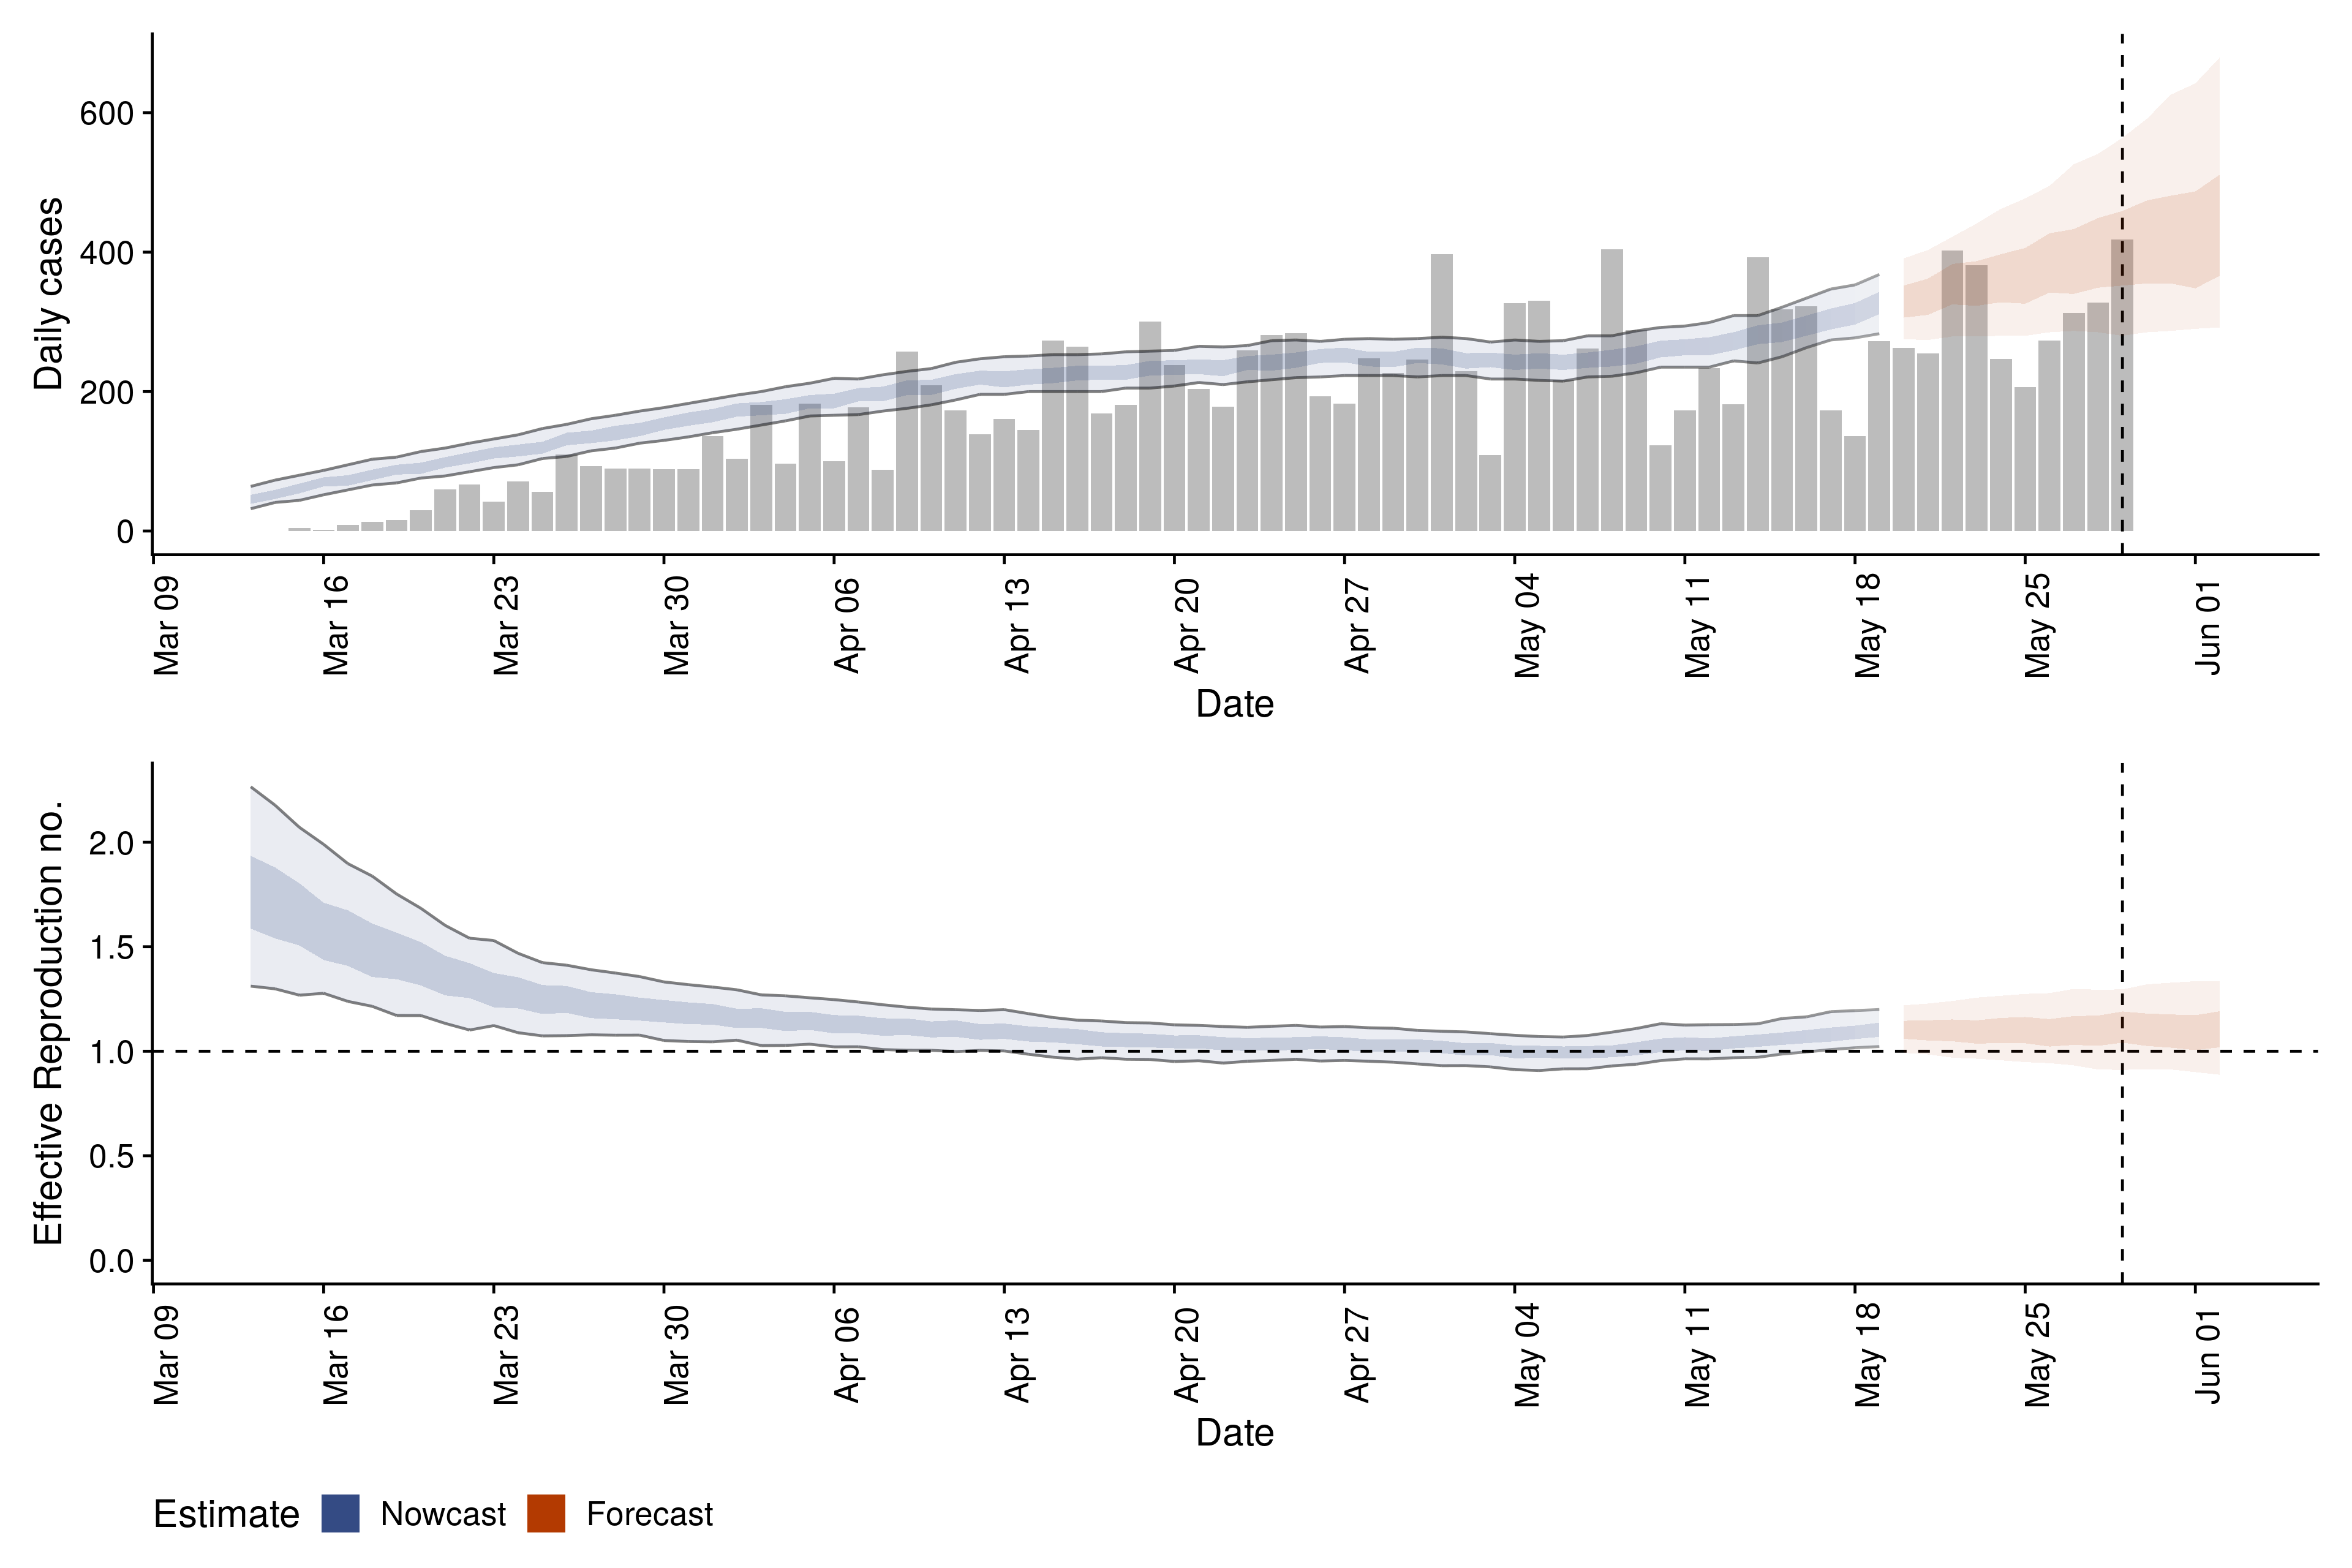 Daily cases
600
400
200
0
Mar 09
Mar 16
Mar 23
Mar 30
Apr 06
Apr 13
Apr 20
Apr 27
May 04
May 11
May 18
May 25
Jun 01
Date
Effective Reproduction no.
2.0
1.5
1.0
0.5
0.0
Mar 09
Mar 16
Mar 23
Mar 30
Apr 06
Apr 13
Apr 20
Apr 27
May 04
May 11
May 18
May 25
Jun 01
Date
Estimate Nowcast Forecast